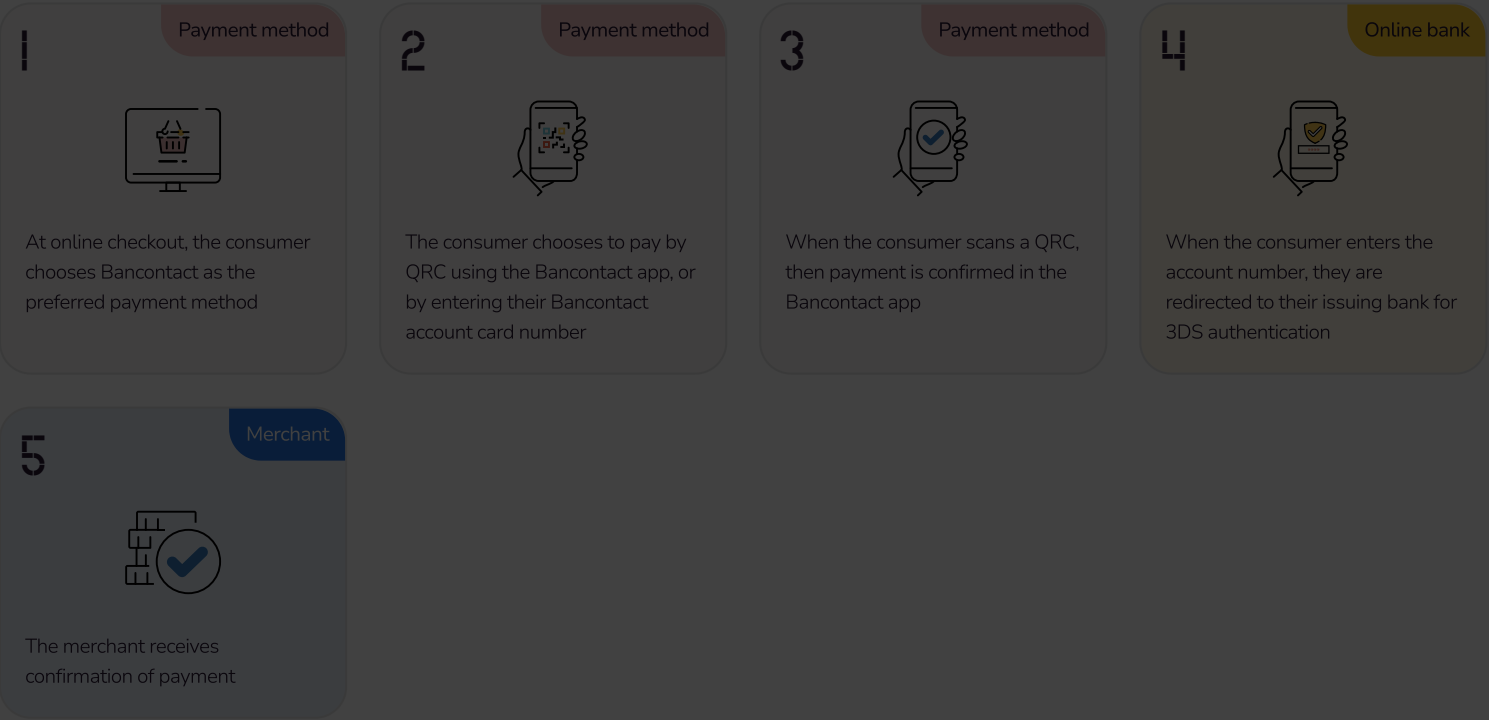 1
Payment method
At online checkout, the consumer
chooses Bancontact as the
preferred payment method
2
Payment method
The consumer chooses to pay by
QRC using the Bancontact app, or
by entering their Bancontact
account card number
3
Payment method
When the consumer scans a QRC,
then payment is confirmed in the
Bancontact app
4
Online bank
When the consumer enters the
account number, they are
redirected to their issuing bank for
3DS authentication
5
Merchant
The merchant receives
confirmation of payment